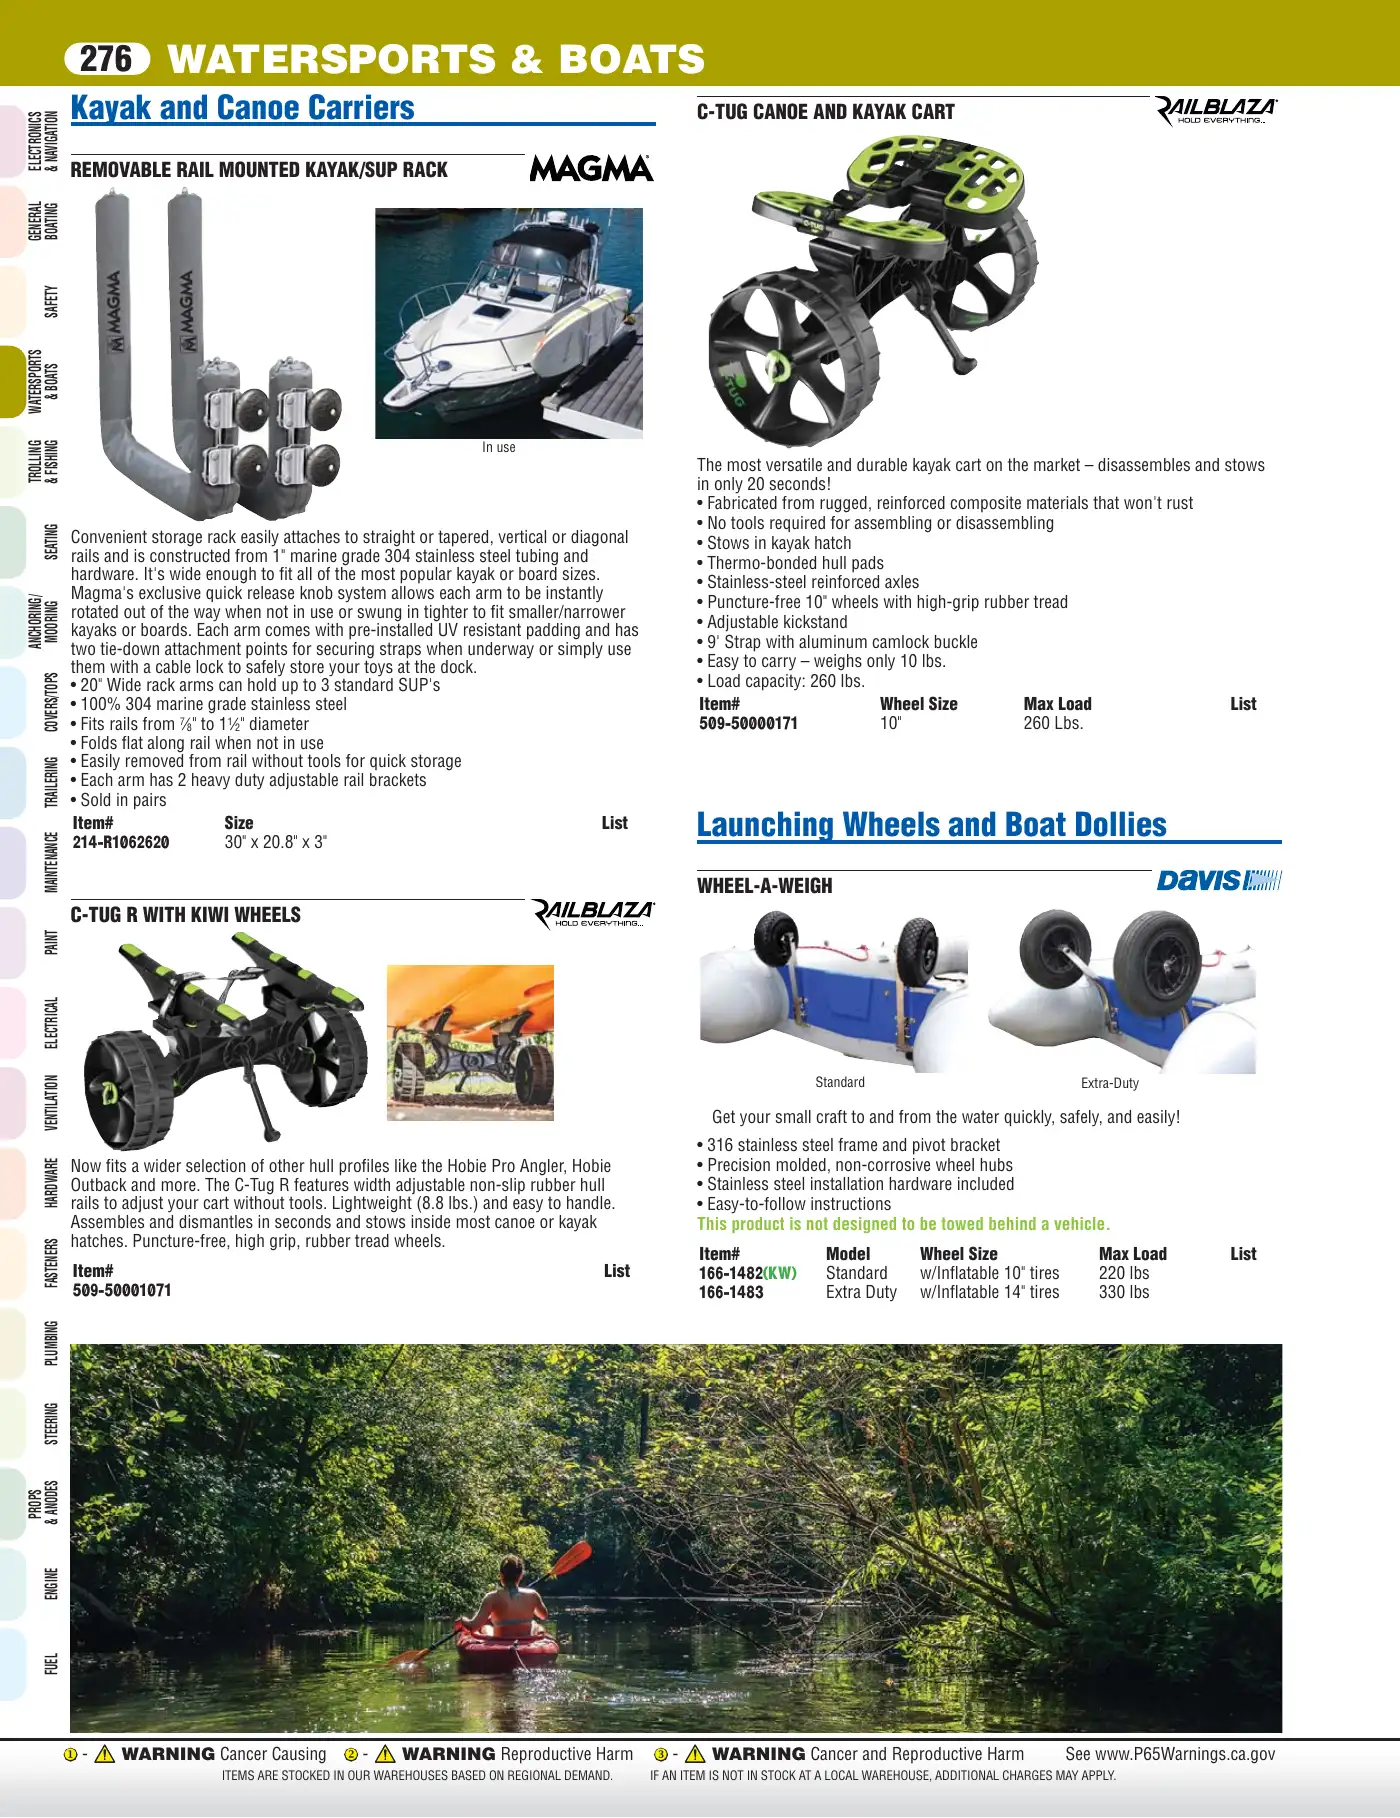 276 WATERSPORTS & BOATS
ELECTRONICS
& NAVIGATION
GENERAL
BOATING
SAFETY
WATERSPORTS
& BOATS
TROLLING
& FISHING
SEATING
ANCHORING/
MOORING
COVERS/TOPS
TRAILERING
MAINTENANCE
PAINT
ELECTRICAL
VENTILATION
HARDWARE
FASTENERS
PLUMBING
STEERING
PROPS
& ANODES
ENGINE
FUEL
Kayak and Canoe Carriers
REMOVABLE RAIL MOUNTED KAYAK/SUP RACK
MAGMA
MAGMA
MAGMA
In use
Convenient storage rack easily attaches to straight or tapered, vertical or diagonal
rails and is constructed from 1" marine grade 304 stainless steel tubing and
hardware. It's wide enough to fit all of the most popular kayak or board sizes.
Magma's exclusive quick release knob system allows each arm to be instantly
rotated out of the way when not in use or swung in tighter to fit smaller/narrower
kayaks or boards. Each arm comes with pre-installed UV resistant padding and has
two tie-down attachment points for securing straps when underway or simply use
them with a cable lock to safely store your toys at the dock.
• 20" Wide rack arms can hold up to 3 standard SUP's
• 100% 304 marine grade stainless steel
• Fits rails from ⅞" to 1½" diameter
• Folds flat along rail when not in use
• Easily removed from rail without tools for quick storage
• Each arm has 2 heavy duty adjustable rail brackets
• Sold in pairs
Item# Size List
214-R1062620 30" x 20.8" x 3"
C-TUG R WITH KIWI WHEELS
RAILBLAZA
HOLD EVERYTHING...
Now fits a wider selection of other hull profiles like the Hobie Pro Angler, Hobie
Outback and more. The C-Tug R features width adjustable non-slip rubber hull
rails to adjust your cart without tools. Lightweight (8.8 lbs.) and easy to handle.
Assembles and dismantles in seconds and stows inside most canoe or kayak
hatches. Puncture-free, high grip, rubber tread wheels.
Item# List
509-50001071
C-TUG CANOE AND KAYAK CART
RAILBLAZA
HOLD EVERYTHING...
C-TUG
C-TUG
The most versatile and durable kayak cart on the market – disassembles and stows
in only 20 seconds!
• Fabricated from rugged, reinforced composite materials that won't rust
• No tools required for assembling or disassembling
• Stows in kayak hatch
• Thermo-bonded hull pads
• Stainless-steel reinforced axles
• Puncture-free 10" wheels with high-grip rubber tread
• Adjustable kickstand
• 9' Strap with aluminum camlock buckle
• Easy to carry – weighs only 10 lbs.
• Load capacity: 260 lbs.
Item# Wheel Size Max Load List
509-50000171 10" 260 Lbs.
Launching Wheels and Boat Dollies
WHEEL-A-WEIGH
DAVIS
Standard
Extra-Duty
Get your small craft to and from the water quickly, safely, and easily!
• 316 stainless steel frame and pivot bracket
• Precision molded, non-corrosive wheel hubs
• Stainless steel installation hardware included
• Easy-to-follow instructions
This product is not designed to be towed behind a vehicle.
Item# Model Wheel Size Max Load List
166-1482(KW) Standard w/Inflatable 10" tires 220 lbs
166-1483 Extra Duty w/Inflatable 14" tires 330 lbs
1 - ! WARNING Cancer Causing 2 - ! WARNING Reproductive Harm 3 - ! WARNING Cancer and Reproductive Harm See www.P65Warnings.ca.gov
ITEMS ARE STOCKED IN OUR WAREHOUSES BASED ON REGIONAL DEMAND. IF AN ITEM IS NOT IN STOCK AT A LOCAL WAREHOUSE, ADDITIONAL CHARGES MAY APPLY.